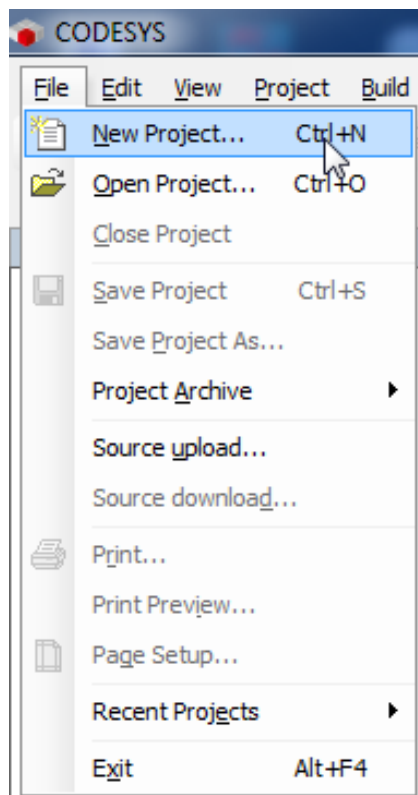 CODESYS
File Edit View Project Build
New Project... Ctrl+N
Open Project... Ctrl+O
Close Project
Save Project Ctrl+S
Save Project As...
Project Archive
Source upload...
Source download...
Print...
Print Preview...
Page Setup...
Recent Projects
Exit Alt+F4